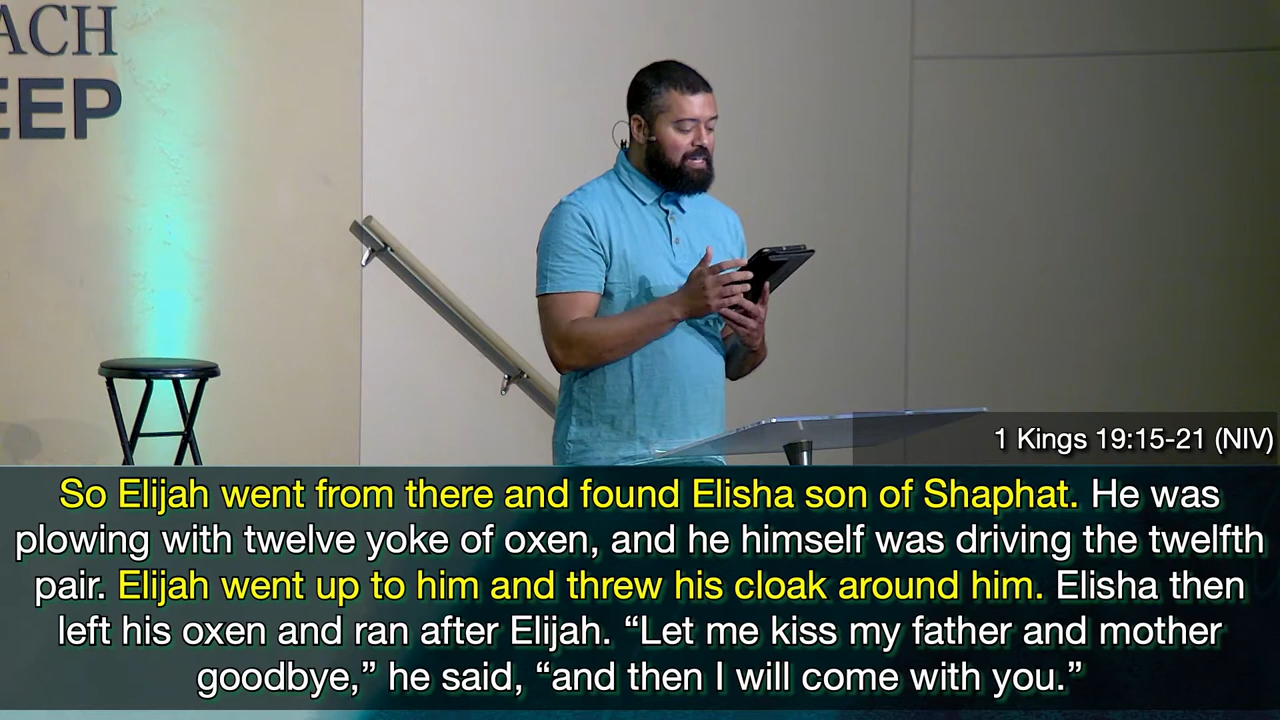 ACH
EEP
1 Kings 19:15-21 (NIV)
So Elijah went from there and found Elisha son of Shaphat. He was
plowing with twelve yoke of oxen, and he himself was driving the twelfth
pair. Elijah went up to him and threw his cloak around him. Elisha then
left his oxen and ran after Elijah. “Let me kiss my father and mother
goodbye,” he said, “and then I will come with you.”